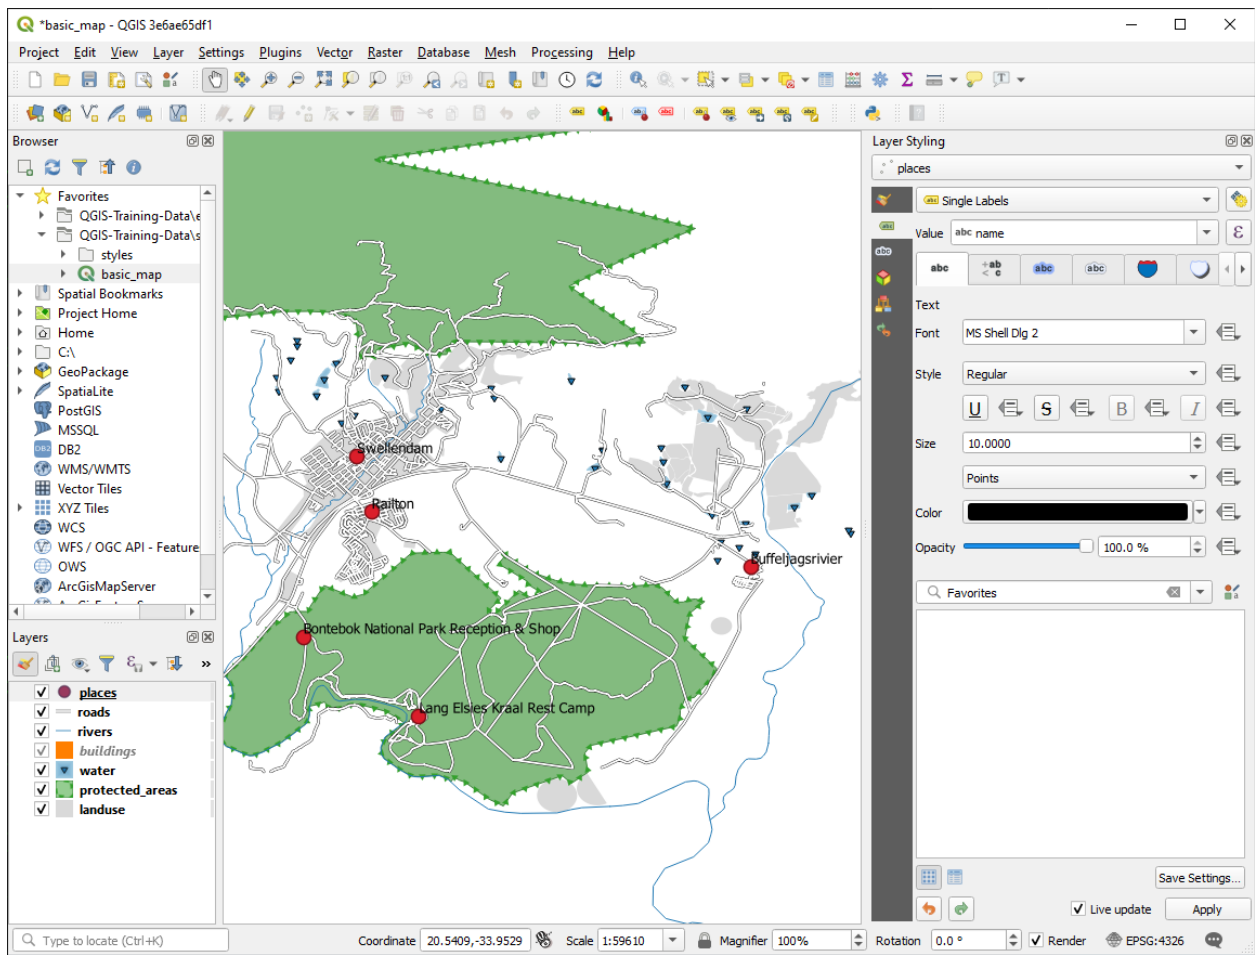 *basic_map - QGIS 3e6ae65df1
Project Edit View Layer Settings Plugins Vector Raster Database Mesh Processing Help
Browser
Favorites
QGIS-Training-Data\e
QGIS-Training-Data\s
styles
basic_map
Spatial Bookmarks
Project Home
Home
C:\
GeoPackage
SpatiaLite
PostGIS
MSSQL
DB2
WMS/WMTS
Vector Tiles
XYZ Tiles
WCS
WFS / OGC API - Feature
OWS
ArcGisMapServer
Layers
places
roads
rivers
buildings
water
protected_areas
landuse
Swellendam
Railton
Buffeljagsrivier
Bontebok National Park Reception & Shop
Lang Elsies Kraal Rest Camp
Layer Styling
places
Single Labels
Value abc name
abc +ab < c abc abc
Text
Font MS Shell Dlg 2
Style Regular
U S B I
Size 10.0000
Points
Color
Opacity 100.0 %
Favorites
Save Settings...
Live update Apply
Type to locate (Ctrl+K) Coordinate 20.5409,-33.9529 Scale 1:59610 Magnifier 100% Rotation 0.0 ° Render EPSG:4326